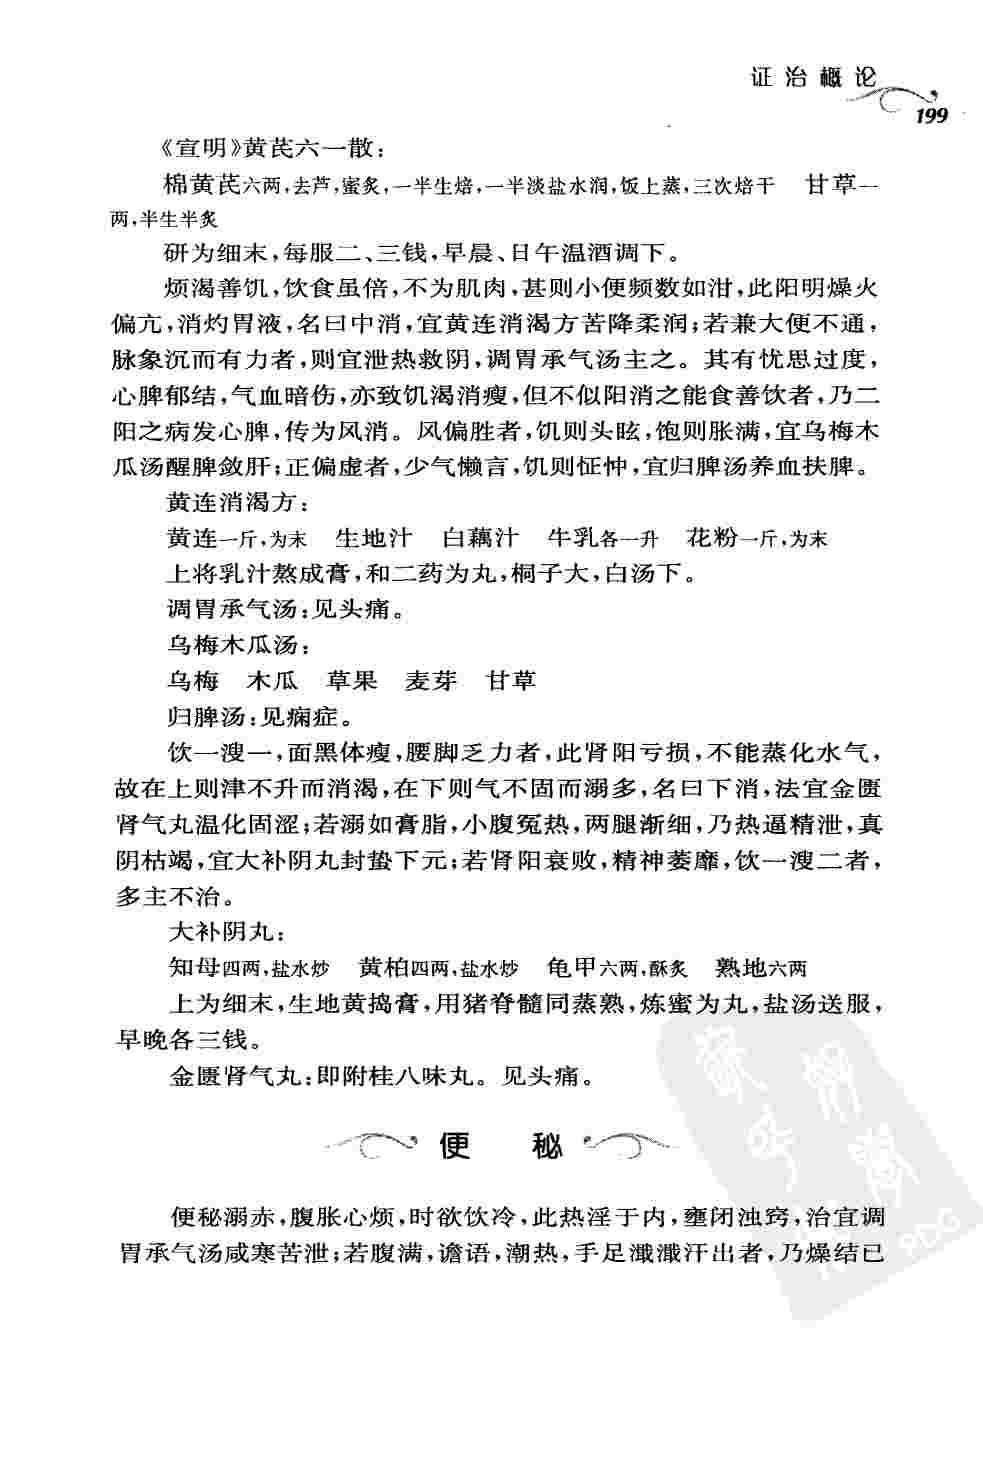 证治概论
199
《宣明》黄芪六一散：
棉黄芪六两，去芦，蜜炙，一半生焙，一半淡盐水润，饭上蒸，三次焙干　甘草一
两，半生半炙
研为细末，每服二、三钱，早晨、日午温酒调下。
烦渴善饥，饮食虽倍，不为肌肉，甚则小便频数如泔，此阳明燥火
偏亢，消灼胃液，名曰中消，宜黄连消渴方苦降柔润；若兼大便不通，
脉象沉而有力者，则宜泄热救阴，调胃承气汤主之。其有忧思过度，
心脾郁结，气血暗伤，亦致饥渴消瘦，但不似阳消之能食善饮者，乃二
阳之病发心脾，传为风消。风偏胜者，饥则头眩，饱则胀满，宜乌梅木
瓜汤醒脾敛肝；正偏虚者，少气懒言，饥则怔忡，宜归脾汤养血扶脾。
黄连消渴方：
黄连一斤，为末　生地汁　白藕汁　牛乳各一升　花粉一斤，为末
上将乳汁熬成膏，和二药为丸，桐子大，白汤下。
调胃承气汤：见头痛。
乌梅木瓜汤：
乌梅　木瓜　草果　麦芽　甘草
归脾汤：见痫症。
饮一溲一，面黑体瘦，腰脚乏力者，此肾阳亏损，不能蒸化水气，
故在上则津不升而消渴，在下则气不固而溺多，名曰下消，法宜金匮
肾气丸温化固涩；若溺如膏脂，小腹冤热，两腿渐细，乃热逼精泄，真
阴枯竭，宜大补阴丸封蛰下元；若肾阳衰败，精神萎靡，饮一溲二者，
多主不治。
大补阴丸：
知母四两，盐水炒　黄柏四两，盐水炒　龟甲六两，酥炙　熟地六两
上为细末，生地黄捣膏，用猪脊髓同蒸熟，炼蜜为丸，盐汤送服，
早晚各三钱。
金匮肾气丸：即附桂八味丸。见头痛。
便　秘
便秘溺赤，腹胀心烦，时欲饮冷，此热淫于内，壅闭浊窍，治宜调
胃承气汤咸寒苦泄；若腹满，谵语，潮热，手足濈濈汗出者，乃燥结已
PDG